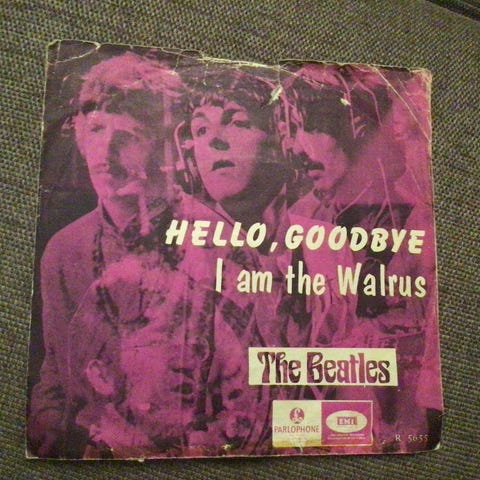 HELLO, GOODBYE
I am the Walrus
The Beatles
PARLOPHONE
EMI
R 5655